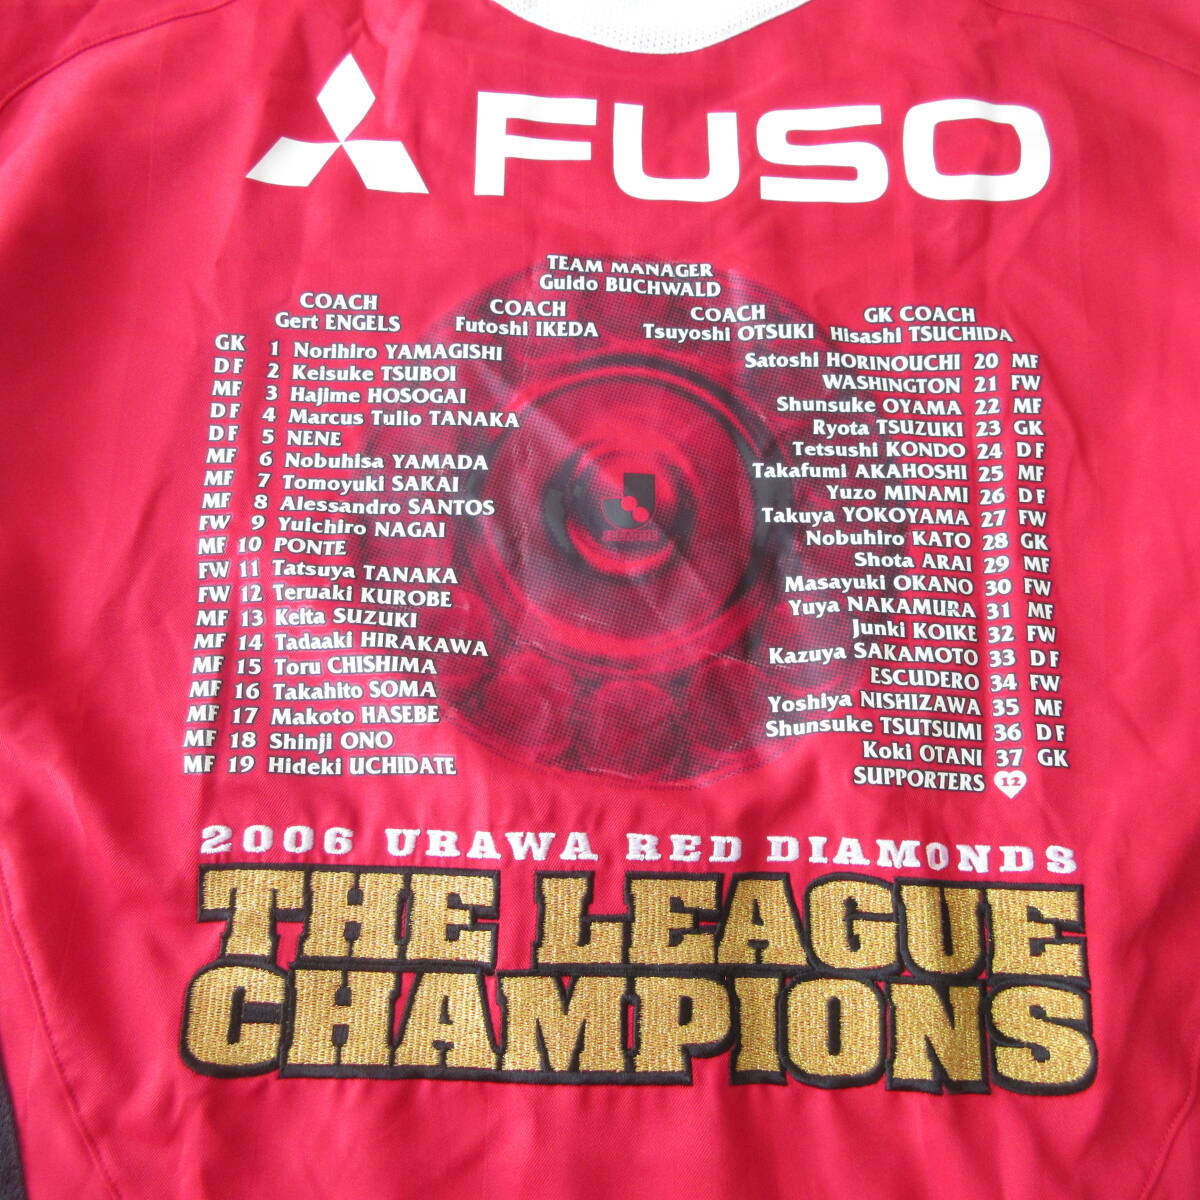 FUSO
TEAM MANAGER
Guido BUCHWALD
COACH
Gert ENGELS
COACH
Futoshi IKEDA
COACH
Tsuyoshi OTSUKI
GK COACH
Hisashi TSUCHIDA
GK 1 Norihiro YAMAGISHI
DF 2 Keisuke TSUBOI
MF 3 Hajime HOSOGAI
DF 4 Marcus Tulio TANAKA
DF 5 NENE
MF 6 Nobuhisa YAMADA
MF 7 Tomoyuki SAKAI
MF 8 Alessandro SANTOS
FW 9 Yuichiro NAGAI
MF 10 PONTE
FW 11 Tatsuya TANAKA
FW 12 Teruaki KUROBE
MF 13 Keita SUZUKI
MF 14 Tadaaki HIRAKAWA
MF 15 Toru CHISHIMA
MF 16 Takahito SOMA
MF 17 Makoto HASEBE
MF 18 Shinji ONO
MF 19 Hideki UCHIDATE
Satoshi HORINOUCHI 20 MF
WASHINGTON 21 FW
Shunsuke OYAMA 22 MF
Ryota TSUZUKI 23 GK
Tetsushi KONDO 24 DF
Takafumi AKAHOSHI 25 MF
Yuzo MINAMI 26 DF
Takuya YOKOYAMA 27 FW
Nobuhiro KATO 28 GK
Shota ARAI 29 MF
Masayuki OKANO 30 FW
Yuya NAKAMURA 31 MF
Junki KOIKE 32 FW
Kazuya SAKAMOTO 33 DF
ESCUDERO 34 FW
Yoshiya NISHIZAWA 35 MF
Shunsuke TSUTSUMI 36 DF
Koki OTANI 37 GK
SUPPORTERS 12
2006 URAWA RED DIAMONDS
THE LEAGUE
CHAMPIONS